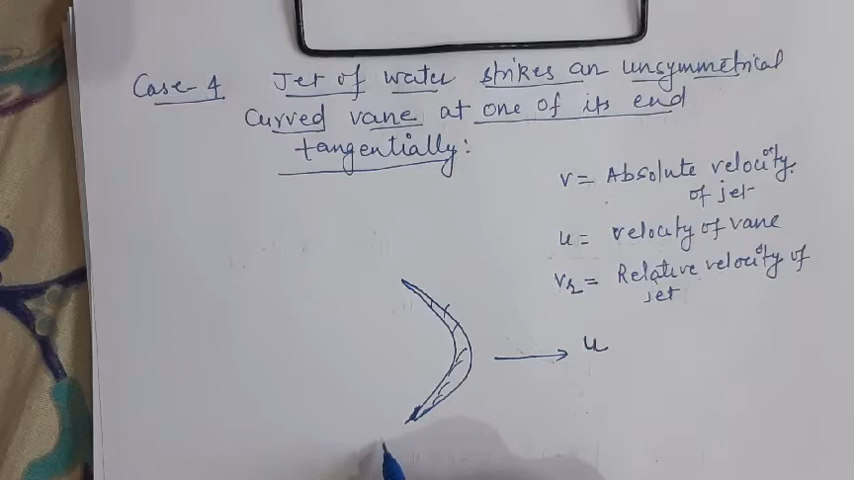 Case-4 Jet of water strikes an unsymmetrical
curved vane at one of its end
tangentially:
v = Absolute velocity
of jet
u = velocity of vane
vr = Relative velocity of
jet
u